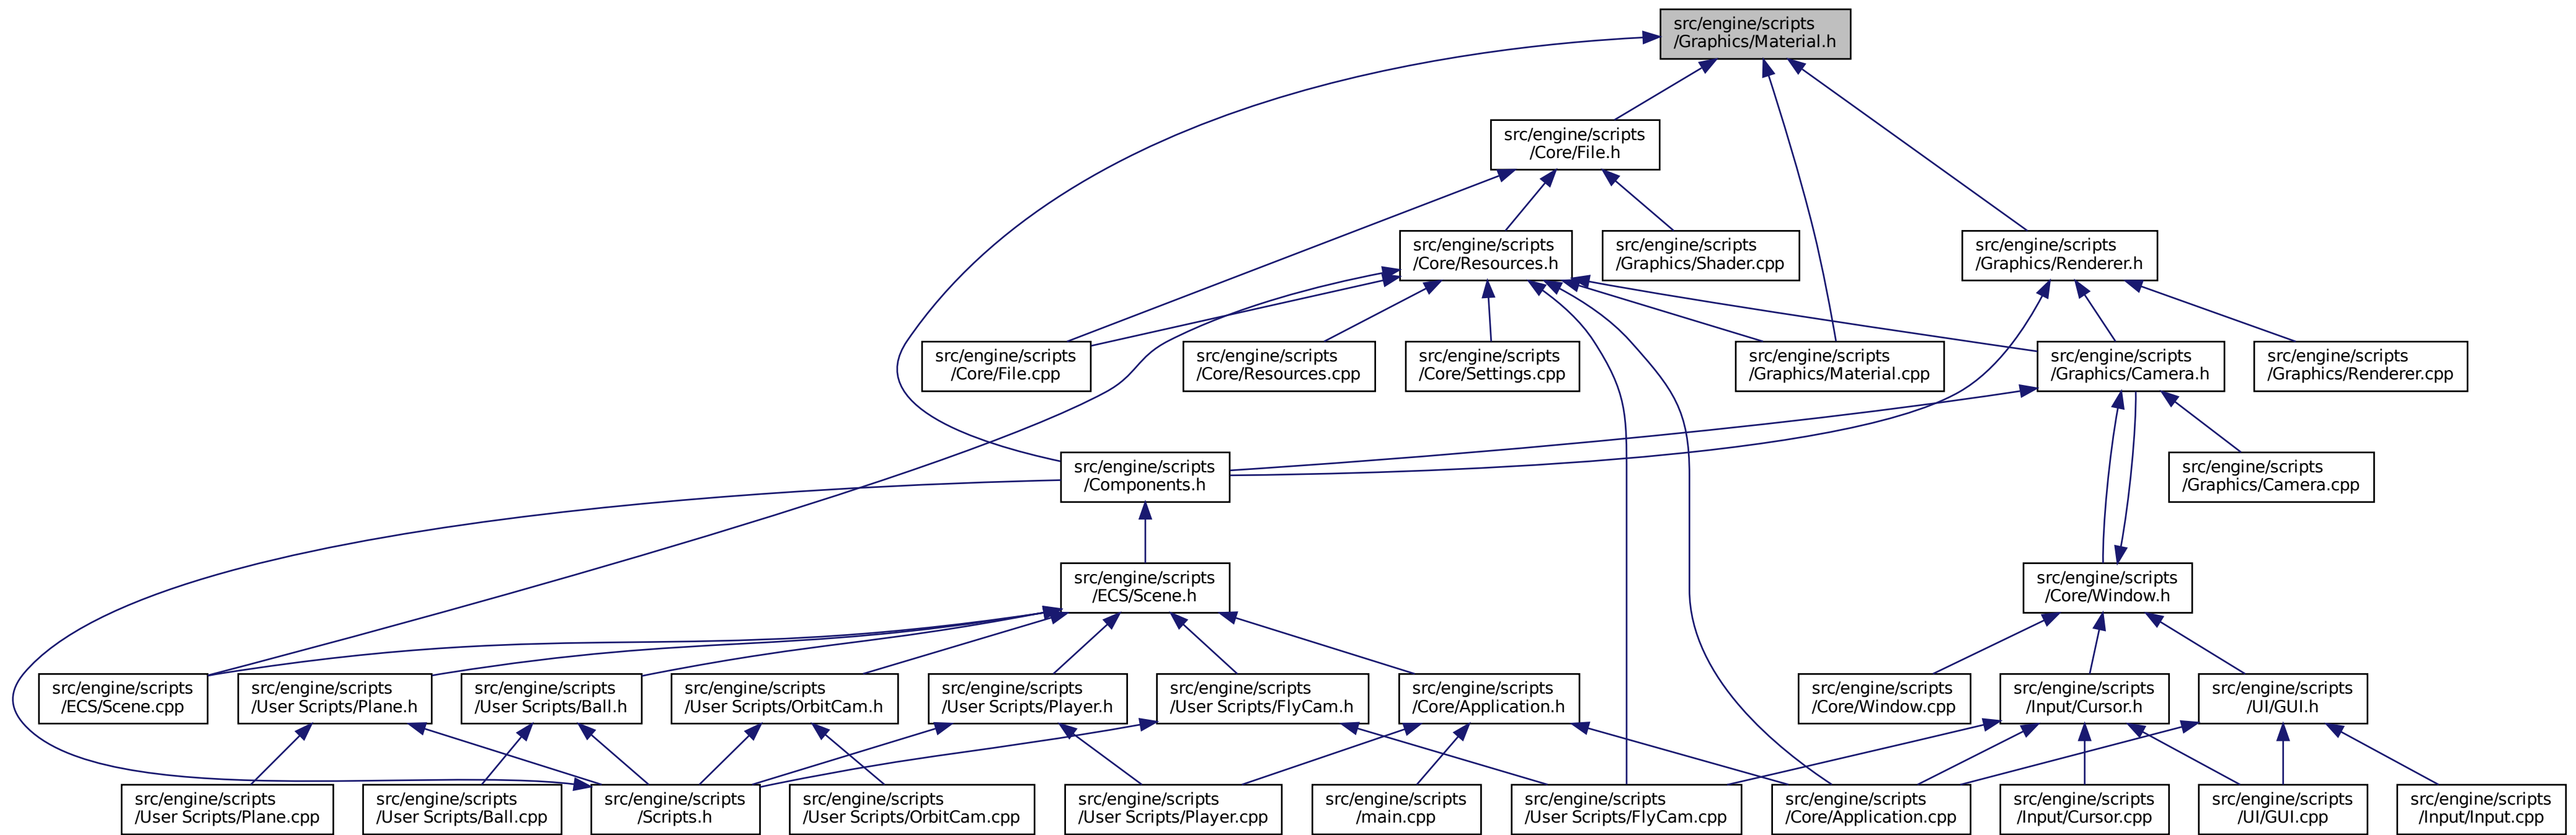 src/engine/scripts
/Graphics/Material.h
src/engine/scripts
/Core/File.h
src/engine/scripts
/Core/Resources.h
src/engine/scripts
/Graphics/Shader.cpp
src/engine/scripts
/Graphics/Renderer.h
src/engine/scripts
/Core/File.cpp
src/engine/scripts
/Core/Resources.cpp
src/engine/scripts
/Core/Settings.cpp
src/engine/scripts
/Graphics/Material.cpp
src/engine/scripts
/Graphics/Camera.h
src/engine/scripts
/Graphics/Renderer.cpp
src/engine/scripts
/Components.h
src/engine/scripts
/Graphics/Camera.cpp
src/engine/scripts
/ECS/Scene.h
src/engine/scripts
/Core/Window.h
src/engine/scripts
/ECS/Scene.cpp
src/engine/scripts
/User Scripts/Plane.h
src/engine/scripts
/User Scripts/Ball.h
src/engine/scripts
/User Scripts/OrbitCam.h
src/engine/scripts
/User Scripts/Player.h
src/engine/scripts
/User Scripts/FlyCam.h
src/engine/scripts
/Core/Application.h
src/engine/scripts
/Core/Window.cpp
src/engine/scripts
/Input/Cursor.h
src/engine/scripts
/UI/GUI.h
src/engine/scripts
/User Scripts/Plane.cpp
src/engine/scripts
/User Scripts/Ball.cpp
src/engine/scripts
/Scripts.h
src/engine/scripts
/User Scripts/OrbitCam.cpp
src/engine/scripts
/User Scripts/Player.cpp
src/engine/scripts
/main.cpp
src/engine/scripts
/User Scripts/FlyCam.cpp
src/engine/scripts
/Core/Application.cpp
src/engine/scripts
/Input/Cursor.cpp
src/engine/scripts
/UI/GUI.cpp
src/engine/scripts
/Input/Input.cpp